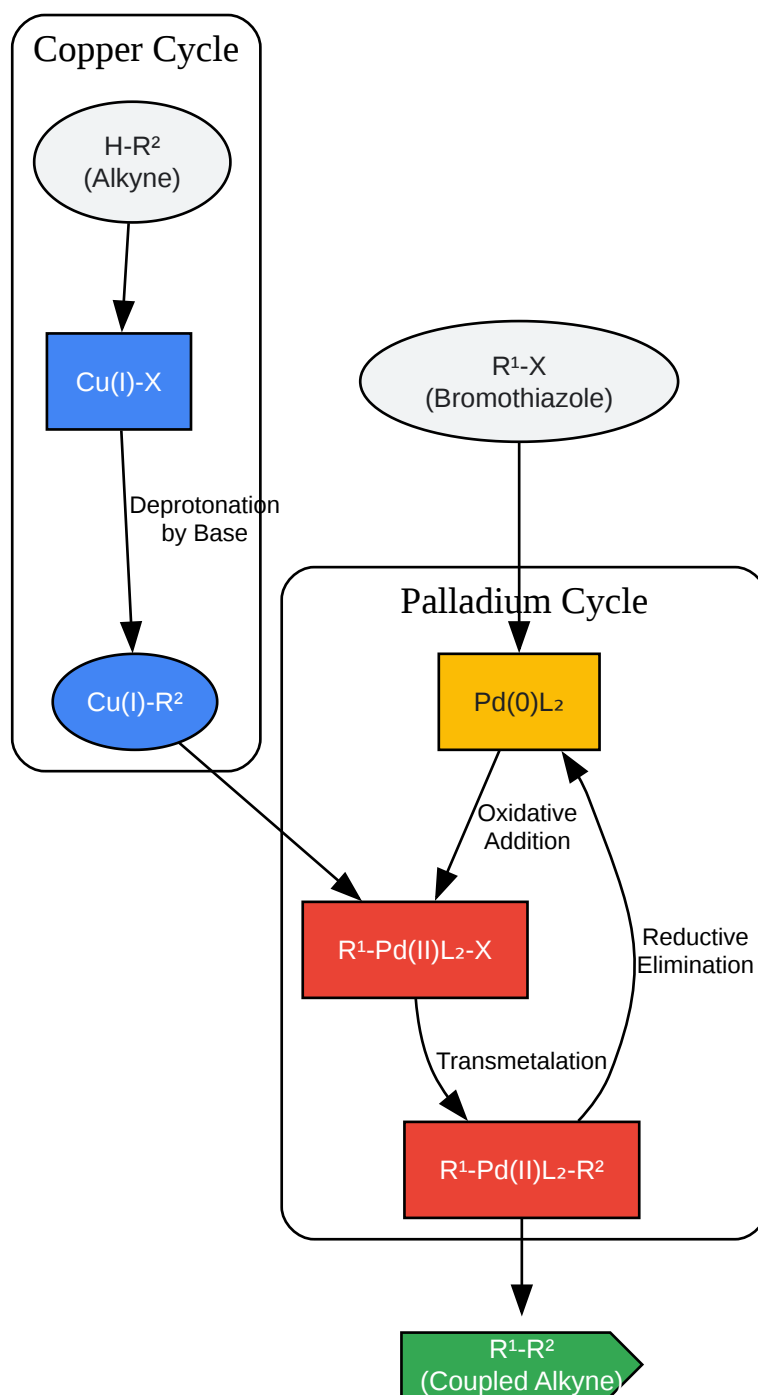 Copper Cycle
H-R²
(Alkyne)
Cu(I)-X
Deprotonation
by Base
Cu(I)-R²
R¹-X
(Bromothiazole)
Palladium Cycle
Pd(0)L₂
Oxidative
Addition
R¹-Pd(II)L₂-X
Reductive
Elimination
Transmetalation
R¹-Pd(II)L₂-R²
R¹-R²
(Coupled Alkyne)